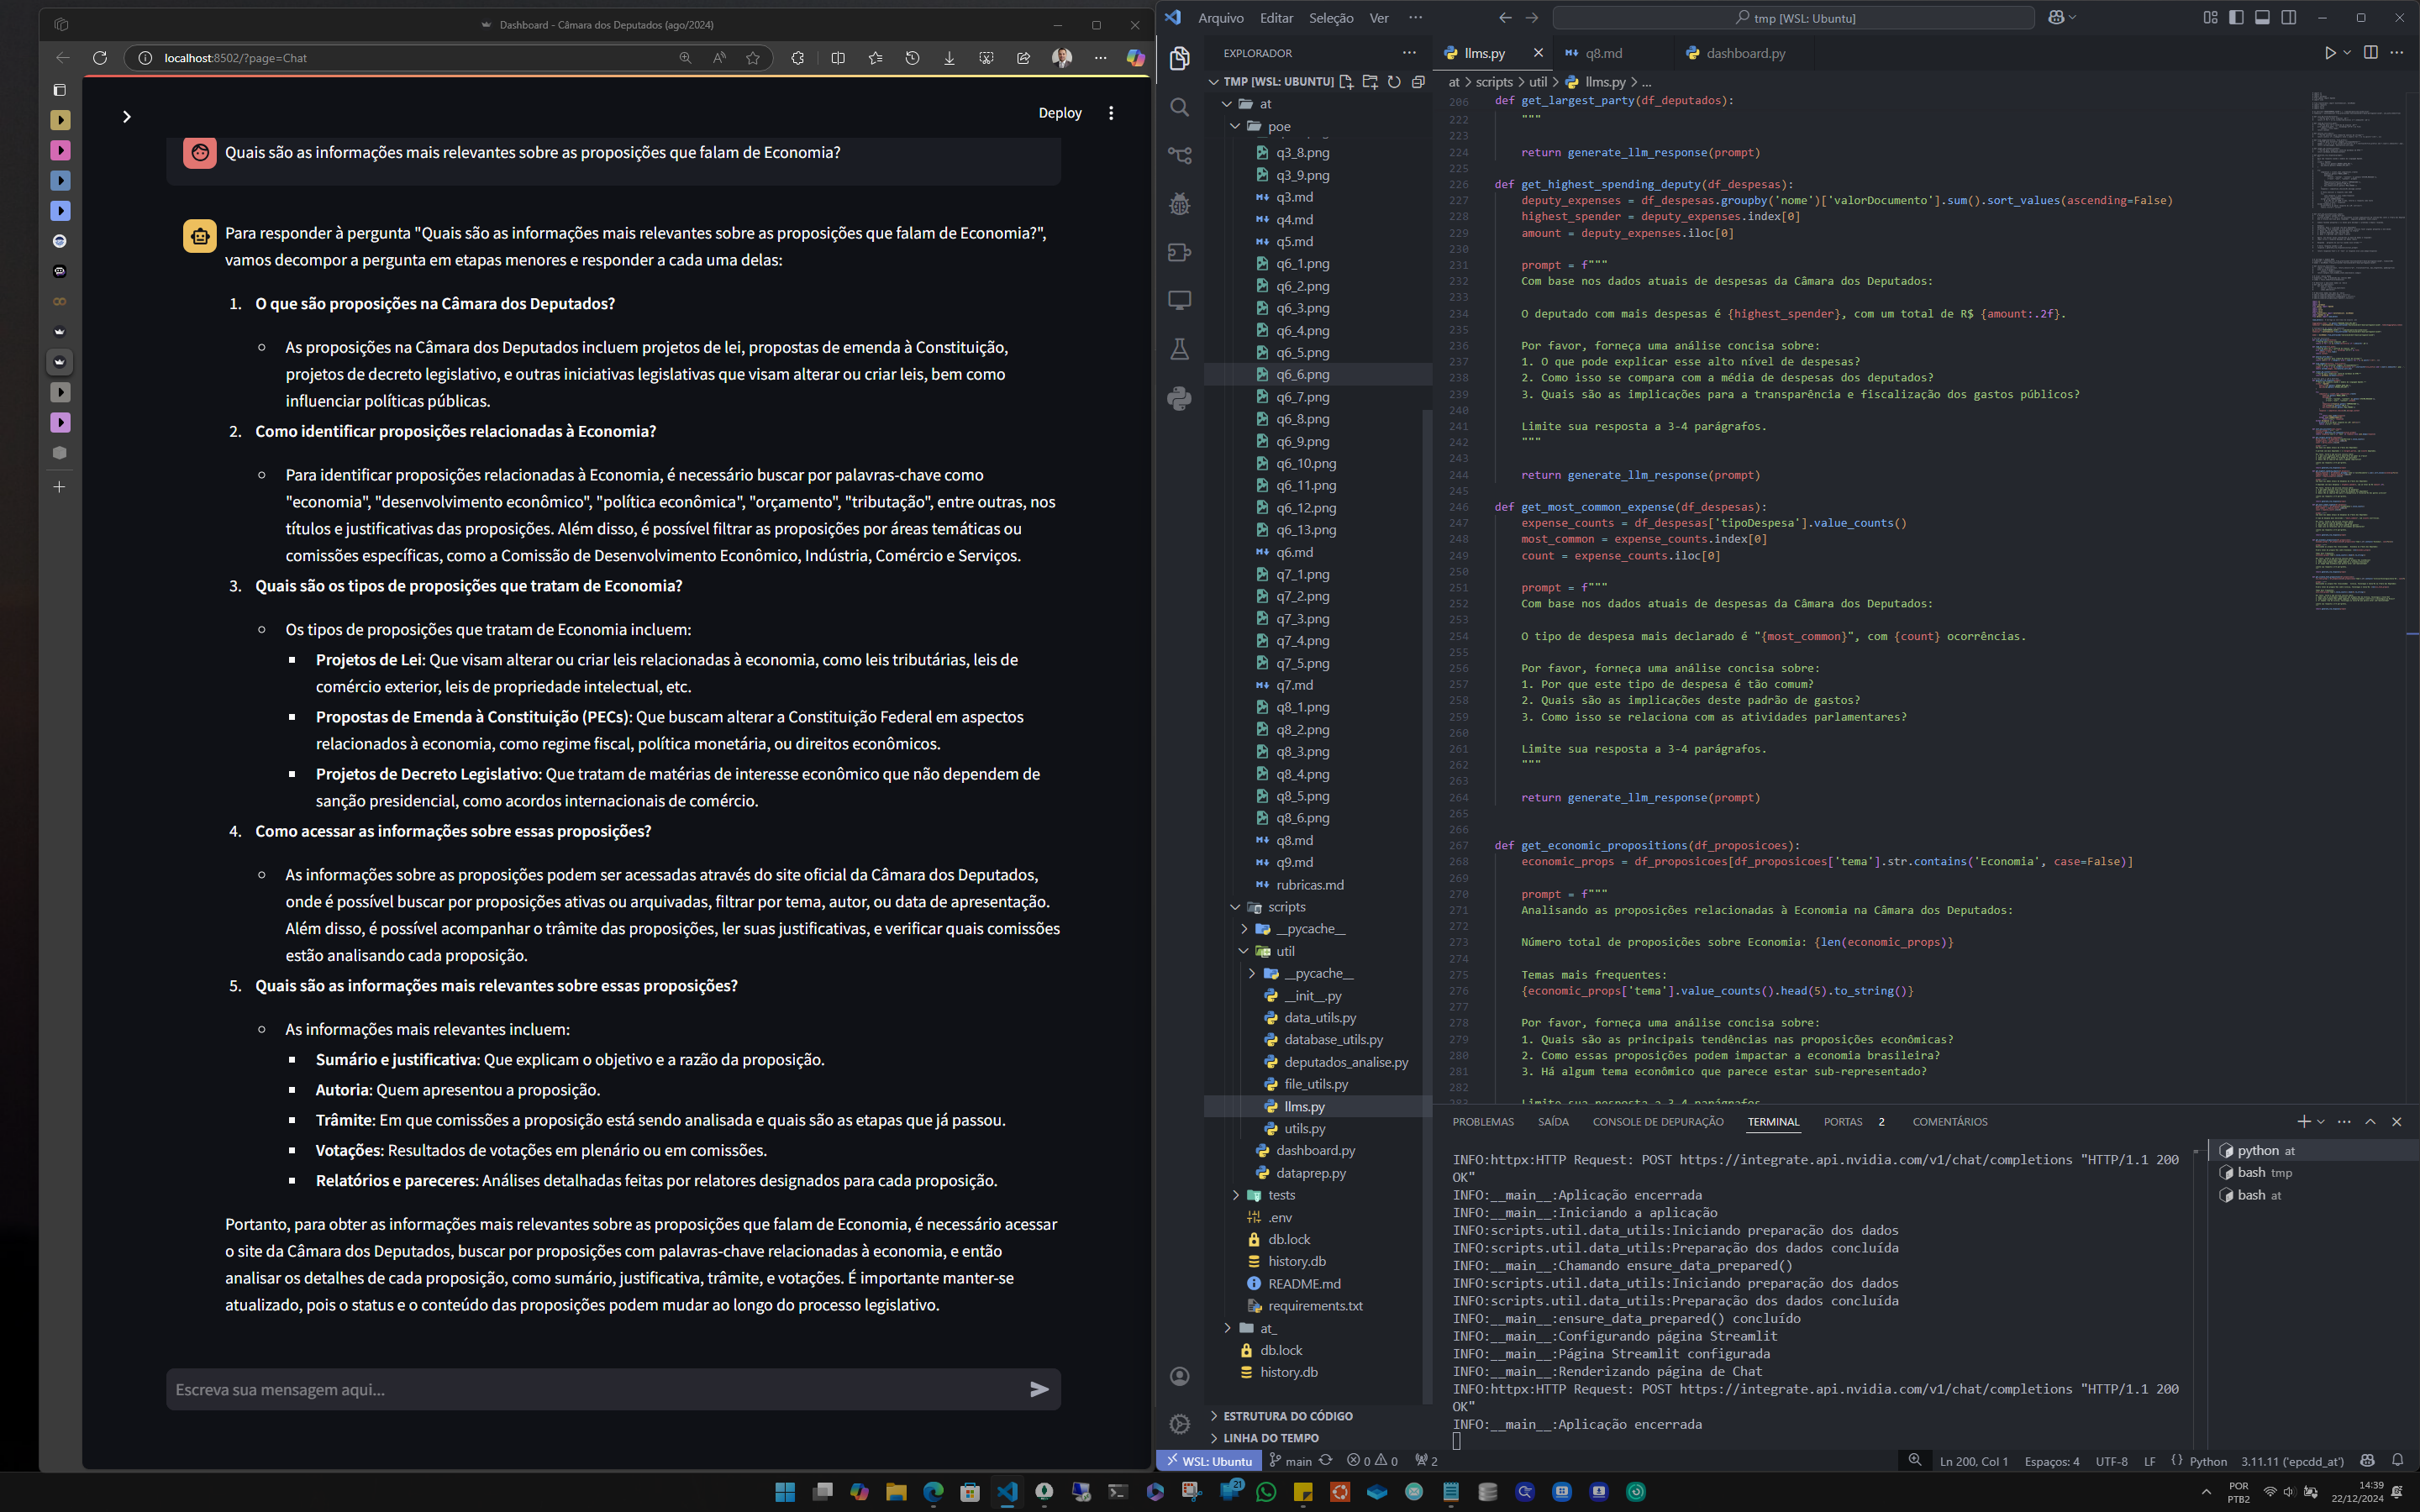 Dashboard - Câmara dos Deputados (ago/2024)
localhost:8502/?page=Chat
Deploy
Quais são as informações mais relevantes sobre as proposições que falam de Economia?
Para responder à pergunta "Quais são as informações mais relevantes sobre as proposições que falam de Economia?",
vamos decompor a pergunta em etapas menores e responder a cada uma delas:
1. O que são proposições na Câmara dos Deputados?
As proposições na Câmara dos Deputados incluem projetos de lei, propostas de emenda à Constituição,
projetos de decreto legislativo, e outras iniciativas legislativas que visam alterar ou criar leis, bem como
influenciar políticas públicas.
2. Como identificar proposições relacionadas à Economia?
Para identificar proposições relacionadas à Economia, é necessário buscar por palavras-chave como
"economia", "desenvolvimento econômico", "política econômica", "orçamento", "tributação", entre outras, nos
títulos e justificativas das proposições. Além disso, é possível filtrar as proposições por áreas temáticas ou
comissões específicas, como a Comissão de Desenvolvimento Econômico, Indústria, Comércio e Serviços.
3. Quais são os tipos de proposições que tratam de Economia?
Os tipos de proposições que tratam de Economia incluem:
Projetos de Lei: Que visam alterar ou criar leis relacionadas à economia, como leis tributárias, leis de
comércio exterior, leis de propriedade intelectual, etc.
Propostas de Emenda à Constituição (PECs): Que buscam alterar a Constituição Federal em aspectos
relacionados à economia, como regime fiscal, política monetária, ou direitos econômicos.
Projetos de Decreto Legislativo: Que tratam de matérias de interesse econômico que não dependem de
sanção presidencial, como acordos internacionais de comércio.
4. Como acessar as informações sobre essas proposições?
As informações sobre as proposições podem ser acessadas através do site oficial da Câmara dos Deputados,
onde é possível buscar por proposições ativas ou arquivadas, filtrar por tema, autor, ou data de apresentação.
Além disso, é possível acompanhar o trâmite das proposições, ler suas justificativas, e verificar quais comissões
estão analisando cada proposição.
5. Quais são as informações mais relevantes sobre essas proposições?
As informações mais relevantes incluem:
Sumário e justificativa: Que explicam o objetivo e a razão da proposição.
Autoria: Quem apresentou a proposição.
Trâmite: Em que comissões a proposição está sendo analisada e quais são as etapas que já passou.
Votações: Resultados de votações em plenário ou em comissões.
Relatórios e pareceres: Análises detalhadas feitas por relatores designados para cada proposição.
Portanto, para obter as informações mais relevantes sobre as proposições que falam de Economia, é necessário acessar
o site da Câmara dos Deputados, buscar por proposições com palavras-chave relacionadas à economia, e então
analisar os detalhes de cada proposição, como sumário, justificativa, trâmite, e votações. É importante manter-se
atualizado, pois o status e o conteúdo das proposições podem mudar ao longo do processo legislativo.
Escreva sua mensagem aqui...
Arquivo Editar Seleção Ver ···
tmp [WSL: Ubuntu]
EXPLORADOR
TMP [WSL: UBUNTU]
at
poe
q3_8.png
q3_9.png
q3.md
q4.md
q5.md
q6_1.png
q6_2.png
q6_3.png
q6_4.png
q6_5.png
q6_6.png
q6_7.png
q6_8.png
q6_9.png
q6_10.png
q6_11.png
q6_12.png
q6_13.png
q6.md
q7_1.png
q7_2.png
q7_3.png
q7_4.png
q7_5.png
q7.md
q8_1.png
q8_2.png
q8_3.png
q8_4.png
q8_5.png
q8_6.png
q8.md
q9.md
rubricas.md
scripts
__pycache__
util
__pycache__
__init__.py
data_utils.py
database_utils.py
deputados_analise.py
file_utils.py
llms.py
utils.py
dashboard.py
dataprep.py
tests
.env
db.lock
history.db
README.md
requirements.txt
at_
db.lock
history.db
ESTRUTURA DO CÓDIGO
LINHA DO TEMPO
llms.py q8.md dashboard.py
at > scripts > util > llms.py > ...
206 def get_largest_party(df_deputados):
222 """
223
224 return generate_llm_response(prompt)
225
226 def get_highest_spending_deputy(df_despesas):
227 deputy_expenses = df_despesas.groupby('nome')['valorDocumento'].sum().sort_values(ascending=False)
228 highest_spender = deputy_expenses.index[0]
229 amount = deputy_expenses.iloc[0]
230
231 prompt = f"""
232 Com base nos dados atuais de despesas da Câmara dos Deputados:
233
234 O deputado com mais despesas é {highest_spender}, com um total de R$ {amount:.2f}.
235
236 Por favor, forneça uma análise concisa sobre:
237 1. O que pode explicar esse alto nível de despesas?
238 2. Como isso se compara com a média de despesas dos deputados?
239 3. Quais são as implicações para a transparência e fiscalização dos gastos públicos?
240
241 Limite sua resposta a 3-4 parágrafos.
242 """
243
244 return generate_llm_response(prompt)
245
246 def get_most_common_expense(df_despesas):
247 expense_counts = df_despesas['tipoDespesa'].value_counts()
248 most_common = expense_counts.index[0]
249 count = expense_counts.iloc[0]
250
251 prompt = f"""
252 Com base nos dados atuais de despesas da Câmara dos Deputados:
253
254 O tipo de despesa mais declarado é "{most_common}", com {count} ocorrências.
255
256 Por favor, forneça uma análise concisa sobre:
257 1. Por que este tipo de despesa é tão comum?
258 2. Quais são as implicações deste padrão de gastos?
259 3. Como isso se relaciona com as atividades parlamentares?
260
261 Limite sua resposta a 3-4 parágrafos.
262 """
263
264 return generate_llm_response(prompt)
265
266
267 def get_economic_propositions(df_proposicoes):
268 economic_props = df_proposicoes[df_proposicoes['tema'].str.contains('Economia', case=False)]
269
270 prompt = f"""
271 Analisando as proposições relacionadas à Economia na Câmara dos Deputados:
272
273 Número total de proposições sobre Economia: {len(economic_props)}
274
275 Temas mais frequentes:
276 {economic_props['tema'].value_counts().head(5).to_string()}
277
278 Por favor, forneça uma análise concisa sobre:
279 1. Quais são as principais tendências nas proposições econômicas?
280 2. Como essas proposições podem impactar a economia brasileira?
281 3. Há algum tema econômico que parece estar sub-representado?
282
283 Limite sua resposta a 3-4 parágrafos.
PROBLEMAS SAÍDA CONSOLE DE DEPURAÇÃO TERMINAL PORTAS 2 COMENTÁRIOS
INFO:httpx:HTTP Request: POST https://integrate.api.nvidia.com/v1/chat/completions "HTTP/1.1 200
OK"
INFO:__main__:Aplicação encerrada
INFO:__main__:Iniciando a aplicação
INFO:scripts.util.data_utils:Iniciando preparação dos dados
INFO:scripts.util.data_utils:Preparação dos dados concluída
INFO:__main__:Chamando ensure_data_prepared()
INFO:scripts.util.data_utils:Iniciando preparação dos dados
INFO:scripts.util.data_utils:Preparação dos dados concluída
INFO:__main__:ensure_data_prepared() concluído
INFO:__main__:Configurando página Streamlit
INFO:__main__:Página Streamlit configurada
INFO:__main__:Renderizando página de Chat
INFO:httpx:HTTP Request: POST https://integrate.api.nvidia.com/v1/chat/completions "HTTP/1.1 200
OK"
INFO:__main__:Aplicação encerrada
python at
bash tmp
bash at
WSL: Ubuntu main 0 0 2
Ln 200, Col 1 Espaços: 4 UTF-8 LF Python 3.11.11 ('epcdd_at')
21
POR
PTB2
14:39
22/12/2024